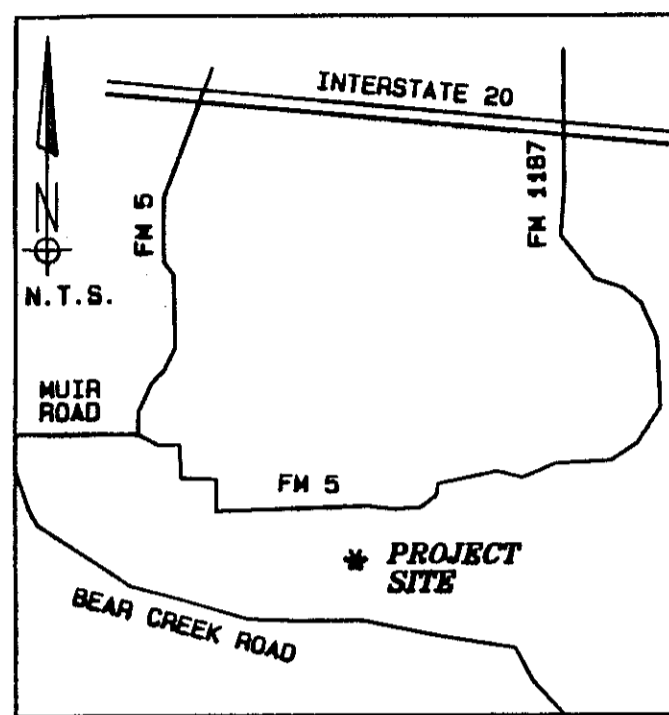 INTERSTATE 20
FM 5
FM 1187
N
N.T.S.
MUIR
ROAD
FM 5
PROJECT
SITE
BEAR CREEK ROAD